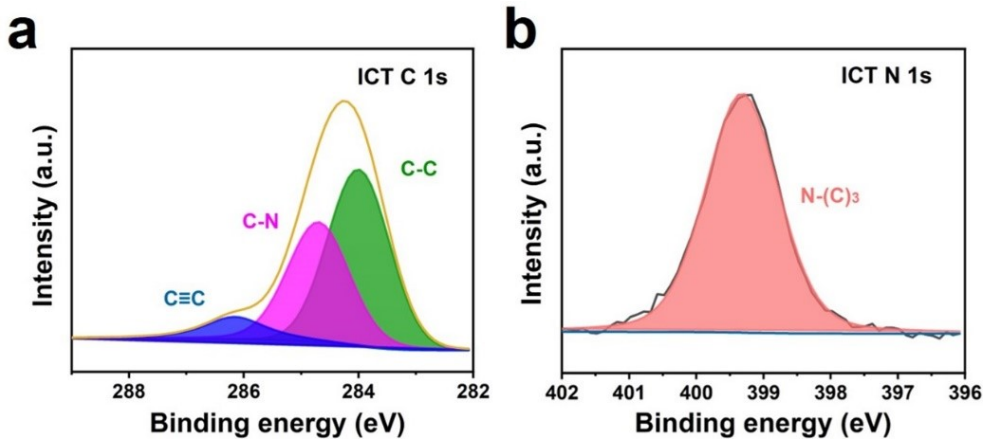 a
ICT C 1s
C-C
C-N
C≡C
Intensity (a.u.)
288 286 284 282
Binding energy (eV)
b
ICT N 1s
N-(C)₃
Intensity (a.u.)
402 401 400 399 398 397 396
Binding energy (eV)